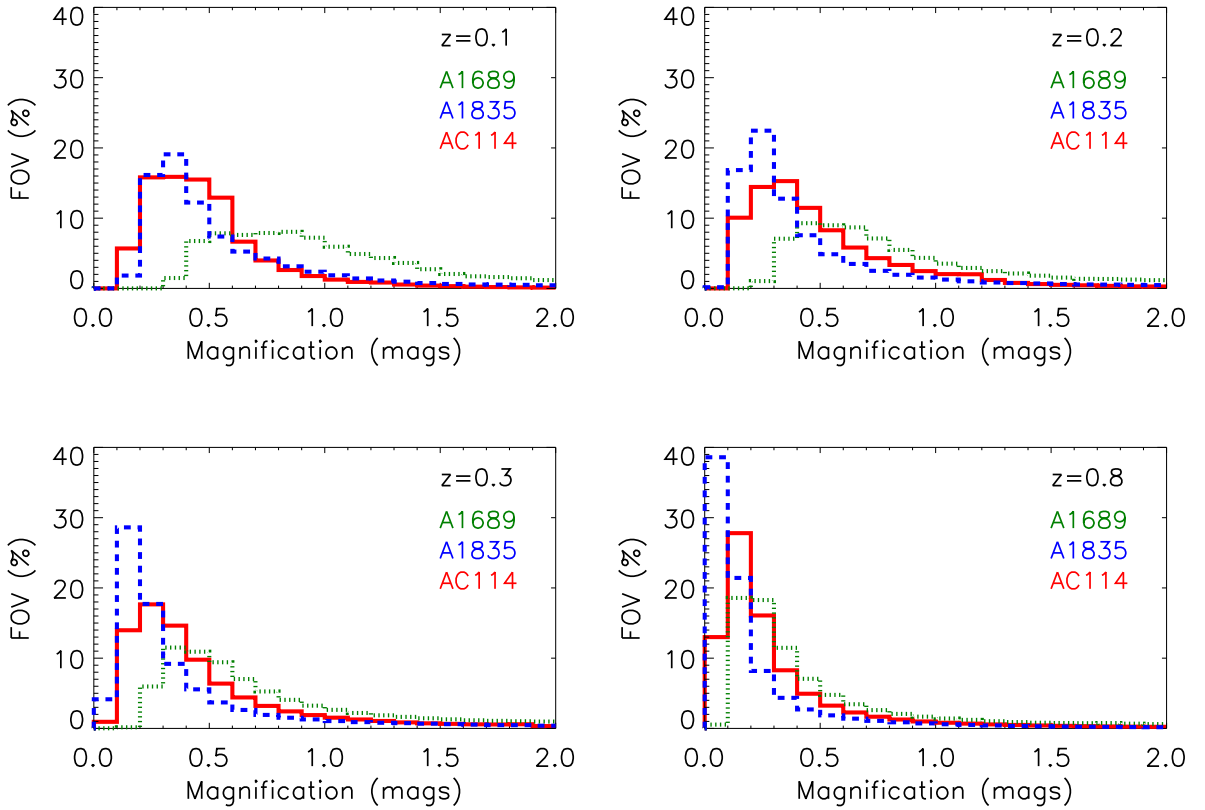 40
30
20
10
0
FOV (%)
z=0.1
A1689
A1835
AC114
0.0 0.5 1.0 1.5 2.0
Magnification (mags)
40
30
20
10
0
FOV (%)
z=0.2
A1689
A1835
AC114
0.0 0.5 1.0 1.5 2.0
Magnification (mags)
40
30
20
10
0
FOV (%)
z=0.3
A1689
A1835
AC114
0.0 0.5 1.0 1.5 2.0
Magnification (mags)
40
30
20
10
0
FOV (%)
z=0.8
A1689
A1835
AC114
0.0 0.5 1.0 1.5 2.0
Magnification (mags)